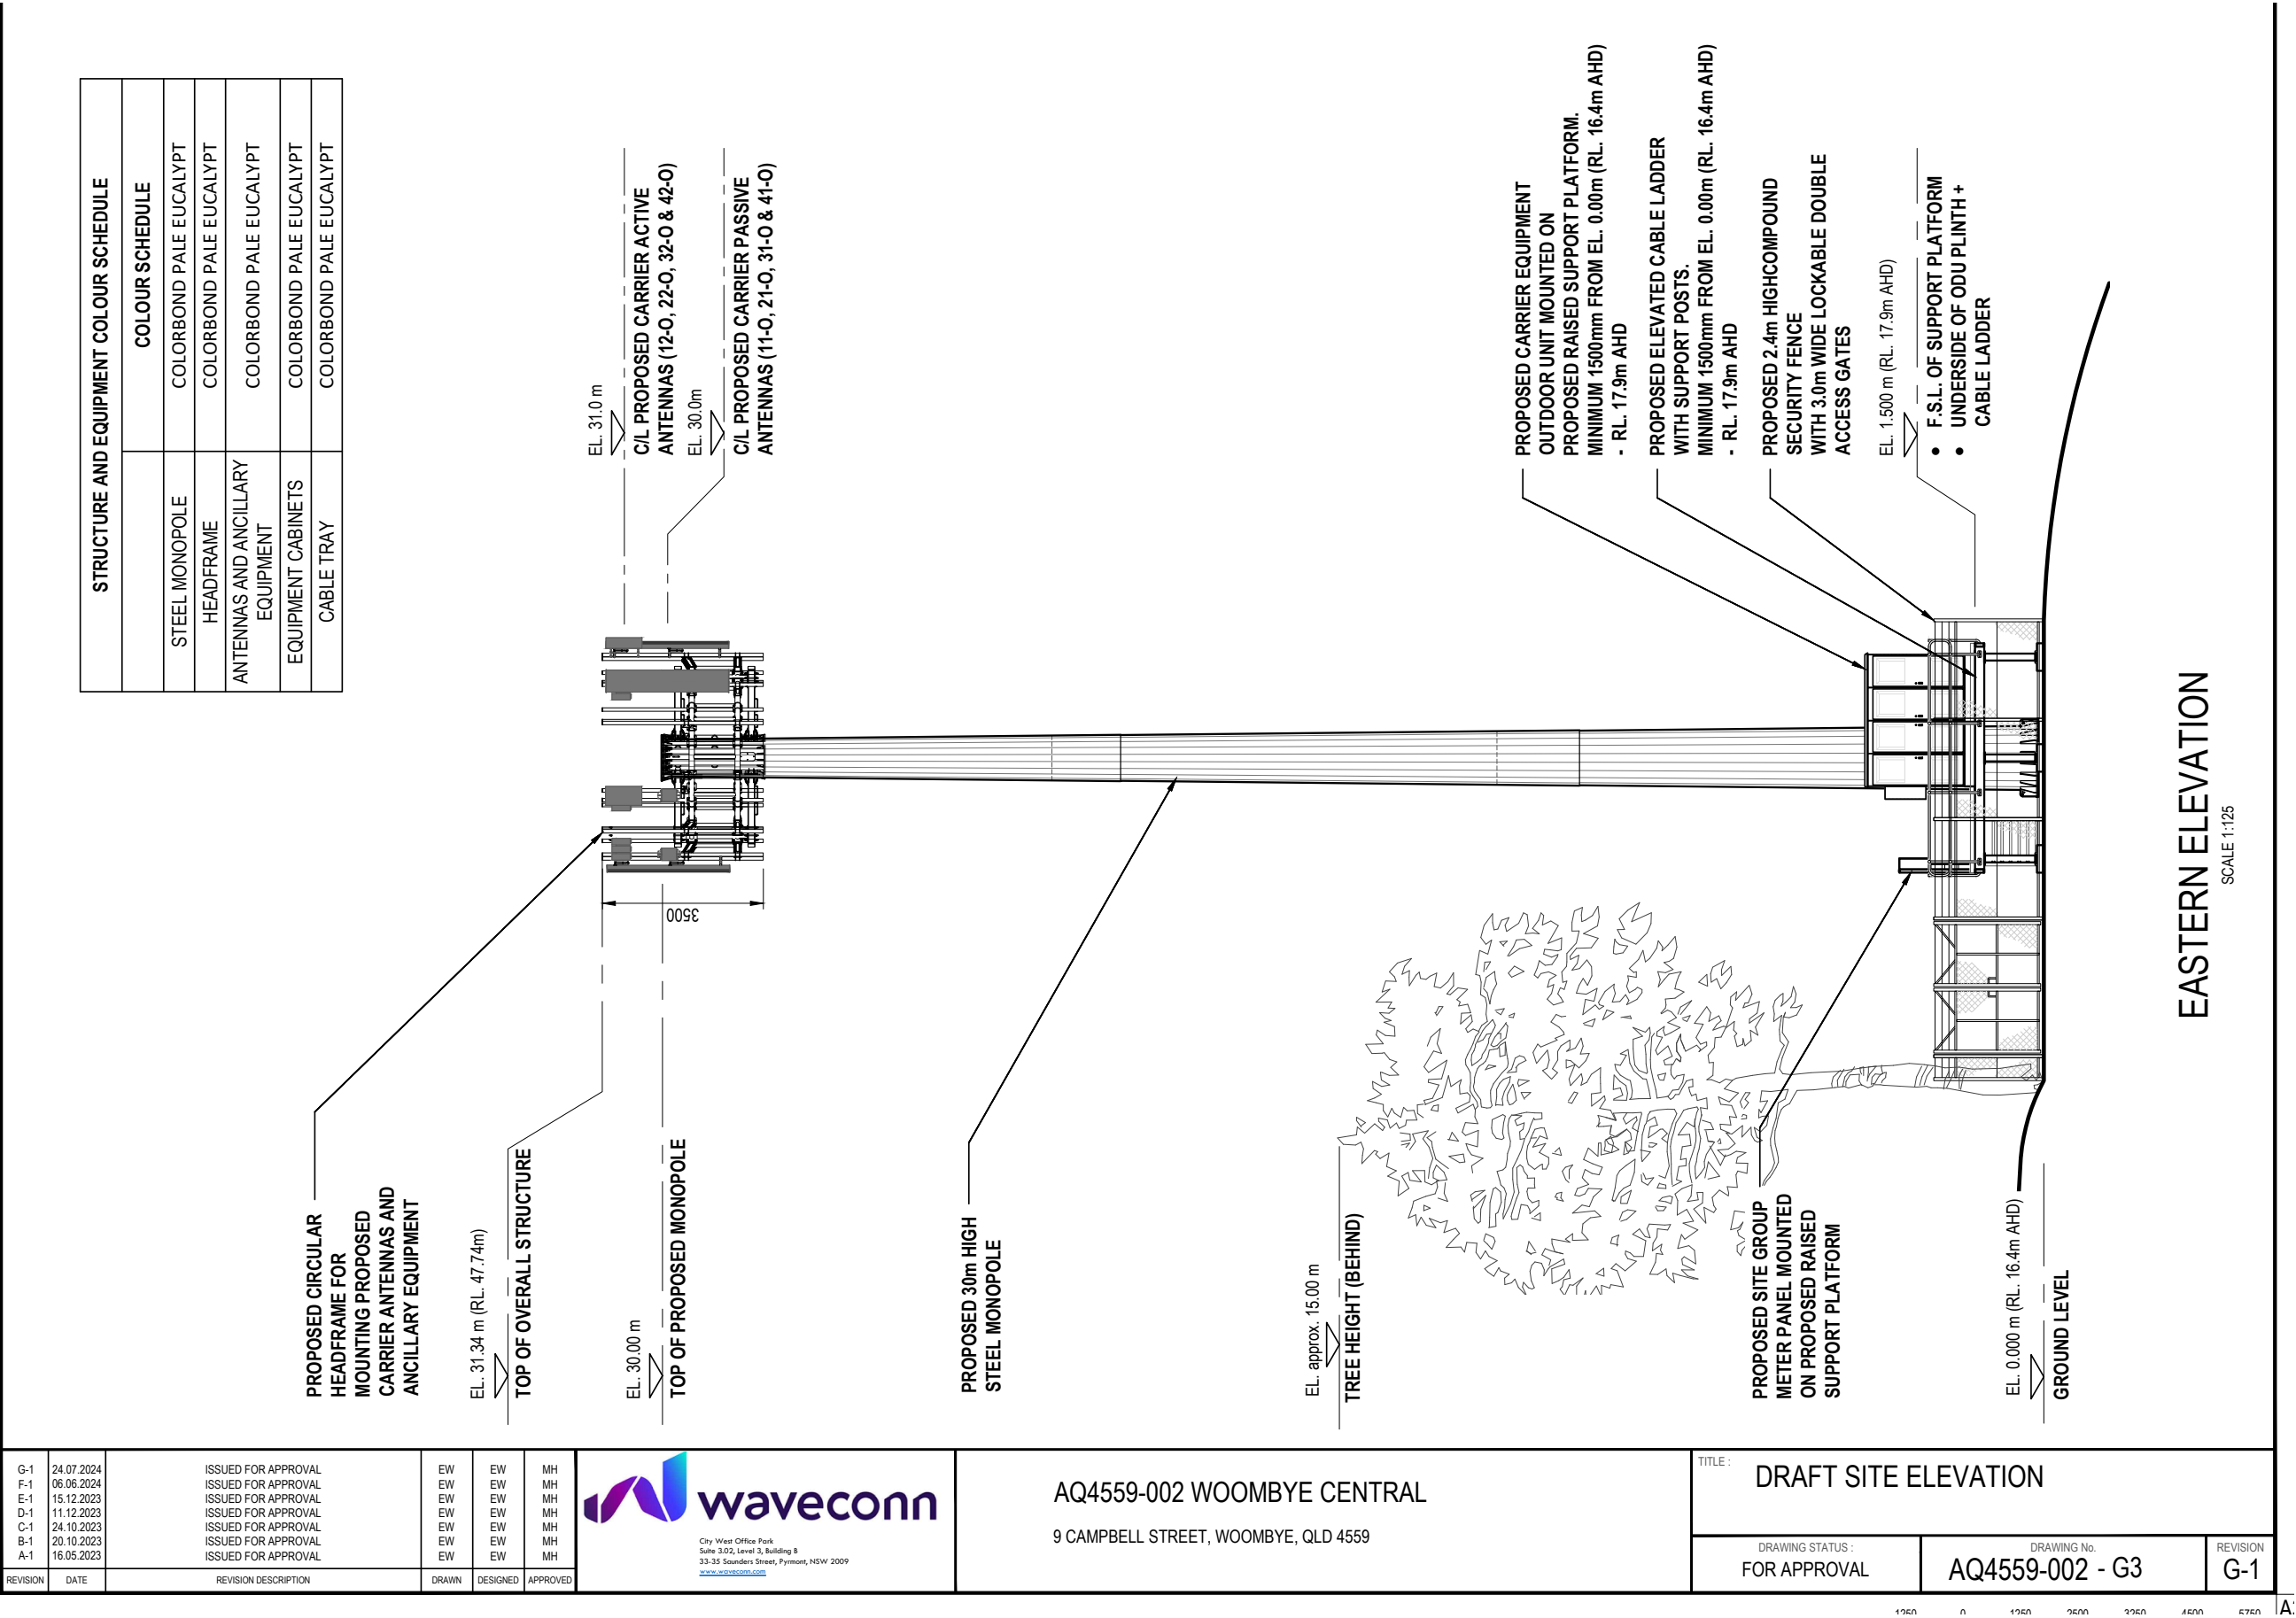 STRUCTURE AND EQUIPMENT COLOUR SCHEDULE
COLOUR SCHEDULE
STEEL MONOPOLE COLORBOND PALE EUCALYPT
HEADFRAME COLORBOND PALE EUCALYPT
ANTENNAS AND ANCILLARY
EQUIPMENT COLORBOND PALE EUCALYPT
EQUIPMENT CABINETS COLORBOND PALE EUCALYPT
CABLE TRAY COLORBOND PALE EUCALYPT
EL. 31.0 m
C/L PROPOSED CARRIER ACTIVE
ANTENNAS (12-O, 22-O, 32-O & 42-O)
EL. 30.0m
C/L PROPOSED CARRIER PASSIVE
ANTENNAS (11-O, 21-O, 31-O & 41-O)
PROPOSED CARRIER EQUIPMENT
OUTDOOR UNIT MOUNTED ON
PROPOSED RAISED SUPPORT PLATFORM.
MINIMUM 1500mm FROM EL. 0.00m (RL. 16.4m AHD)
- RL. 17.9m AHD
PROPOSED ELEVATED CABLE LADDER
WITH SUPPORT POSTS.
MINIMUM 1500mm FROM EL. 0.00m (RL. 16.4m AHD)
- RL. 17.9m AHD
PROPOSED 2.4m HIGHCOMPOUND
SECURITY FENCE
WITH 3.0m WIDE LOCKABLE DOUBLE
ACCESS GATES
EL. 1.500 m (RL. 17.9m AHD)
• F.S.L. OF SUPPORT PLATFORM
• UNDERSIDE OF ODU PLINTH +
CABLE LADDER
3500
PROPOSED CIRCULAR
HEADFRAME FOR
MOUNTING PROPOSED
CARRIER ANTENNAS AND
ANCILLARY EQUIPMENT
EL. 31.34 m (RL. 47.74m)
TOP OF OVERALL STRUCTURE
EL. 30.00 m
TOP OF PROPOSED MONOPOLE
PROPOSED 30m HIGH
STEEL MONOPOLE
EL. approx. 15.00 m
TREE HEIGHT (BEHIND)
PROPOSED SITE GROUP
METER PANEL MOUNTED
ON PROPOSED RAISED
SUPPORT PLATFORM
EL. 0.000 m (RL. 16.4m AHD)
GROUND LEVEL
EASTERN ELEVATION
SCALE 1:125
G-1 24.07.2024 ISSUED FOR APPROVAL EW EW MH
F-1 06.06.2024 ISSUED FOR APPROVAL EW EW MH
E-1 15.12.2023 ISSUED FOR APPROVAL EW EW MH
D-1 11.12.2023 ISSUED FOR APPROVAL EW EW MH
C-1 24.10.2023 ISSUED FOR APPROVAL EW EW MH
B-1 20.10.2023 ISSUED FOR APPROVAL EW EW MH
A-1 16.05.2023 ISSUED FOR APPROVAL EW EW MH
REVISION DATE REVISION DESCRIPTION DRAWN DESIGNED APPROVED
waveconn
City West Office Park
Suite 3.02, Level 3, Building B
33-35 Saunders Street, Pyrmont, NSW 2009
www.waveconn.com
AQ4559-002 WOOMBYE CENTRAL
9 CAMPBELL STREET, WOOMBYE, QLD 4559
TITLE :
DRAFT SITE ELEVATION
DRAWING STATUS :
FOR APPROVAL
DRAWING No.
AQ4559-002 - G3
REVISION
G-1
1250 0 1250 2500 3250 4500 5750